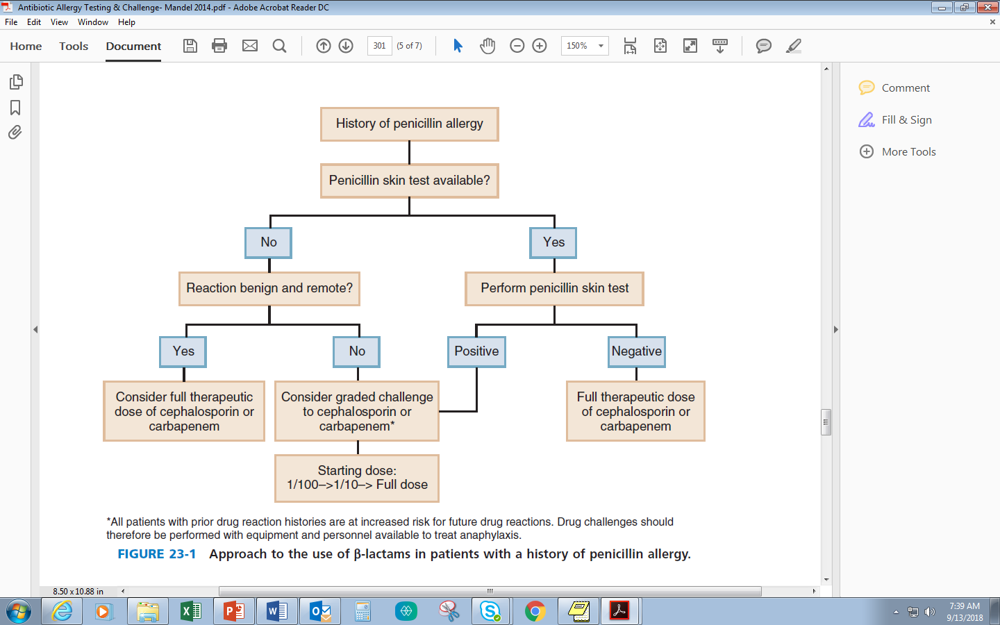 Antibiotic Allergy Testing & Challenge- Mandel 2014.pdf - Adobe Acrobat Reader DC
File Edit View Window Help
Home Tools Document 301 (5 of 7) 150%
Comment
Fill & Sign
More Tools
History of penicillin allergy
Penicillin skin test available?
No Yes
Reaction benign and remote? Perform penicillin skin test
Yes No Positive Negative
Consider full therapeutic
dose of cephalosporin or
carbapenem
Consider graded challenge
to cephalosporin or
carbapenem*
Full therapeutic dose
of cephalosporin or
carbapenem
Starting dose:
1/100–>1/10–> Full dose
*All patients with prior drug reaction histories are at increased risk for future drug reactions. Drug challenges should
therefore be performed with equipment and personnel available to treat anaphylaxis.
FIGURE 23-1 Approach to the use of β-lactams in patients with a history of penicillin allergy.
8.50 x 10.88 in
7:39 AM
9/13/2018